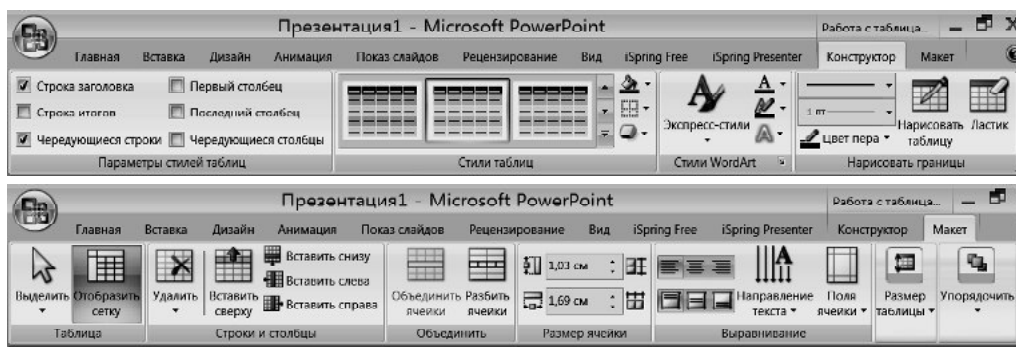 Презентация1 - Microsoft PowerPoint
Работа с таблица...
Главная Вставка Дизайн Анимация Показ слайдов Рецензирование Вид iSpring Free iSpring Presenter Конструктор Макет
Строка заголовка Первый столбец
Строка итогов Последний столбец
Чередующиеся строки Чередующиеся столбцы
Параметры стилей таблиц
Стили таблиц
Экспресс-стили
Стили WordArt
1 пт
Цвет пера
Нарисовать таблицу
Ластик
Нарисовать границы
Презентация1 - Microsoft PowerPoint
Работа с таблица...
Главная Вставка Дизайн Анимация Показ слайдов Рецензирование Вид iSpring Free iSpring Presenter Конструктор Макет
Выделить
Отобразить сетку
Таблица
Удалить
Вставить сверху
Вставить снизу
Вставить слева
Вставить справа
Строки и столбцы
Объединить ячейки
Разбить ячейки
Объединить
1,03 см
1,69 см
Размер ячейки
Направление текста
Поля ячейки
Выравнивание
Размер таблицы
Упорядочить